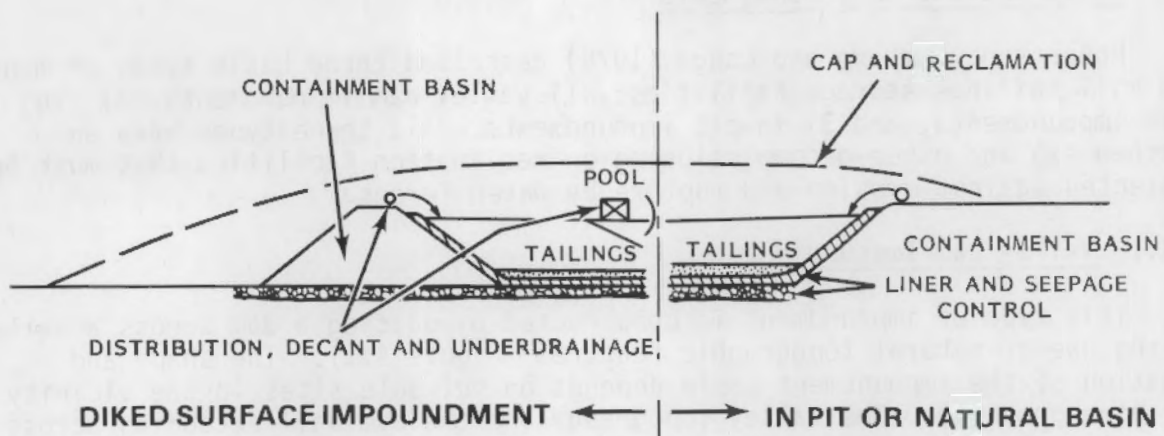 CAP AND RECLAMATION
CONTAINMENT BASIN
POOL
TAILINGS
TAILINGS
CONTAINMENT BASIN
LINER AND SEEPAGE
CONTROL
DISTRIBUTION, DECANT AND UNDERDRAINAGE
DIKED SURFACE IMPOUNDMENT
IN PIT OR NATURAL BASIN